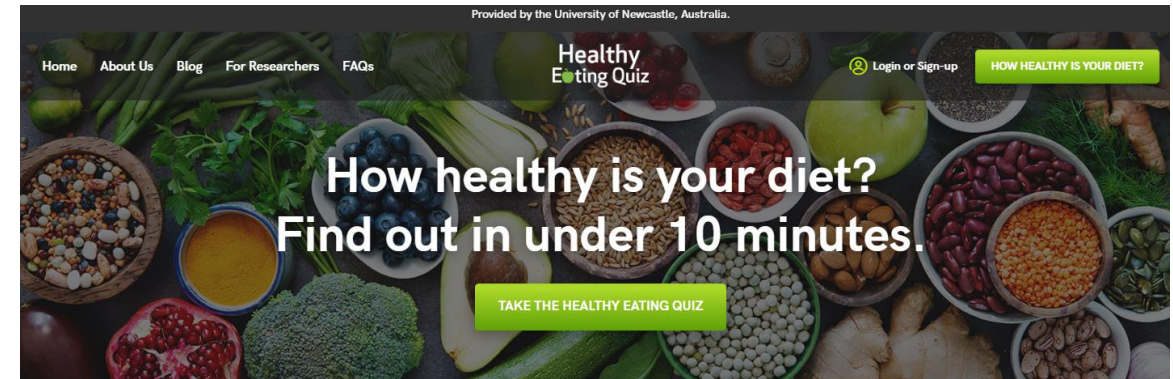 Provided by the University of Newcastle, Australia.
Home About Us Blog For Researchers FAQs
Healthy
Eating Quiz
Login or Sign-up
HOW HEALTHY IS YOUR DIET?
How healthy is your diet?
Find out in under 10 minutes.
TAKE THE HEALTHY EATING QUIZ